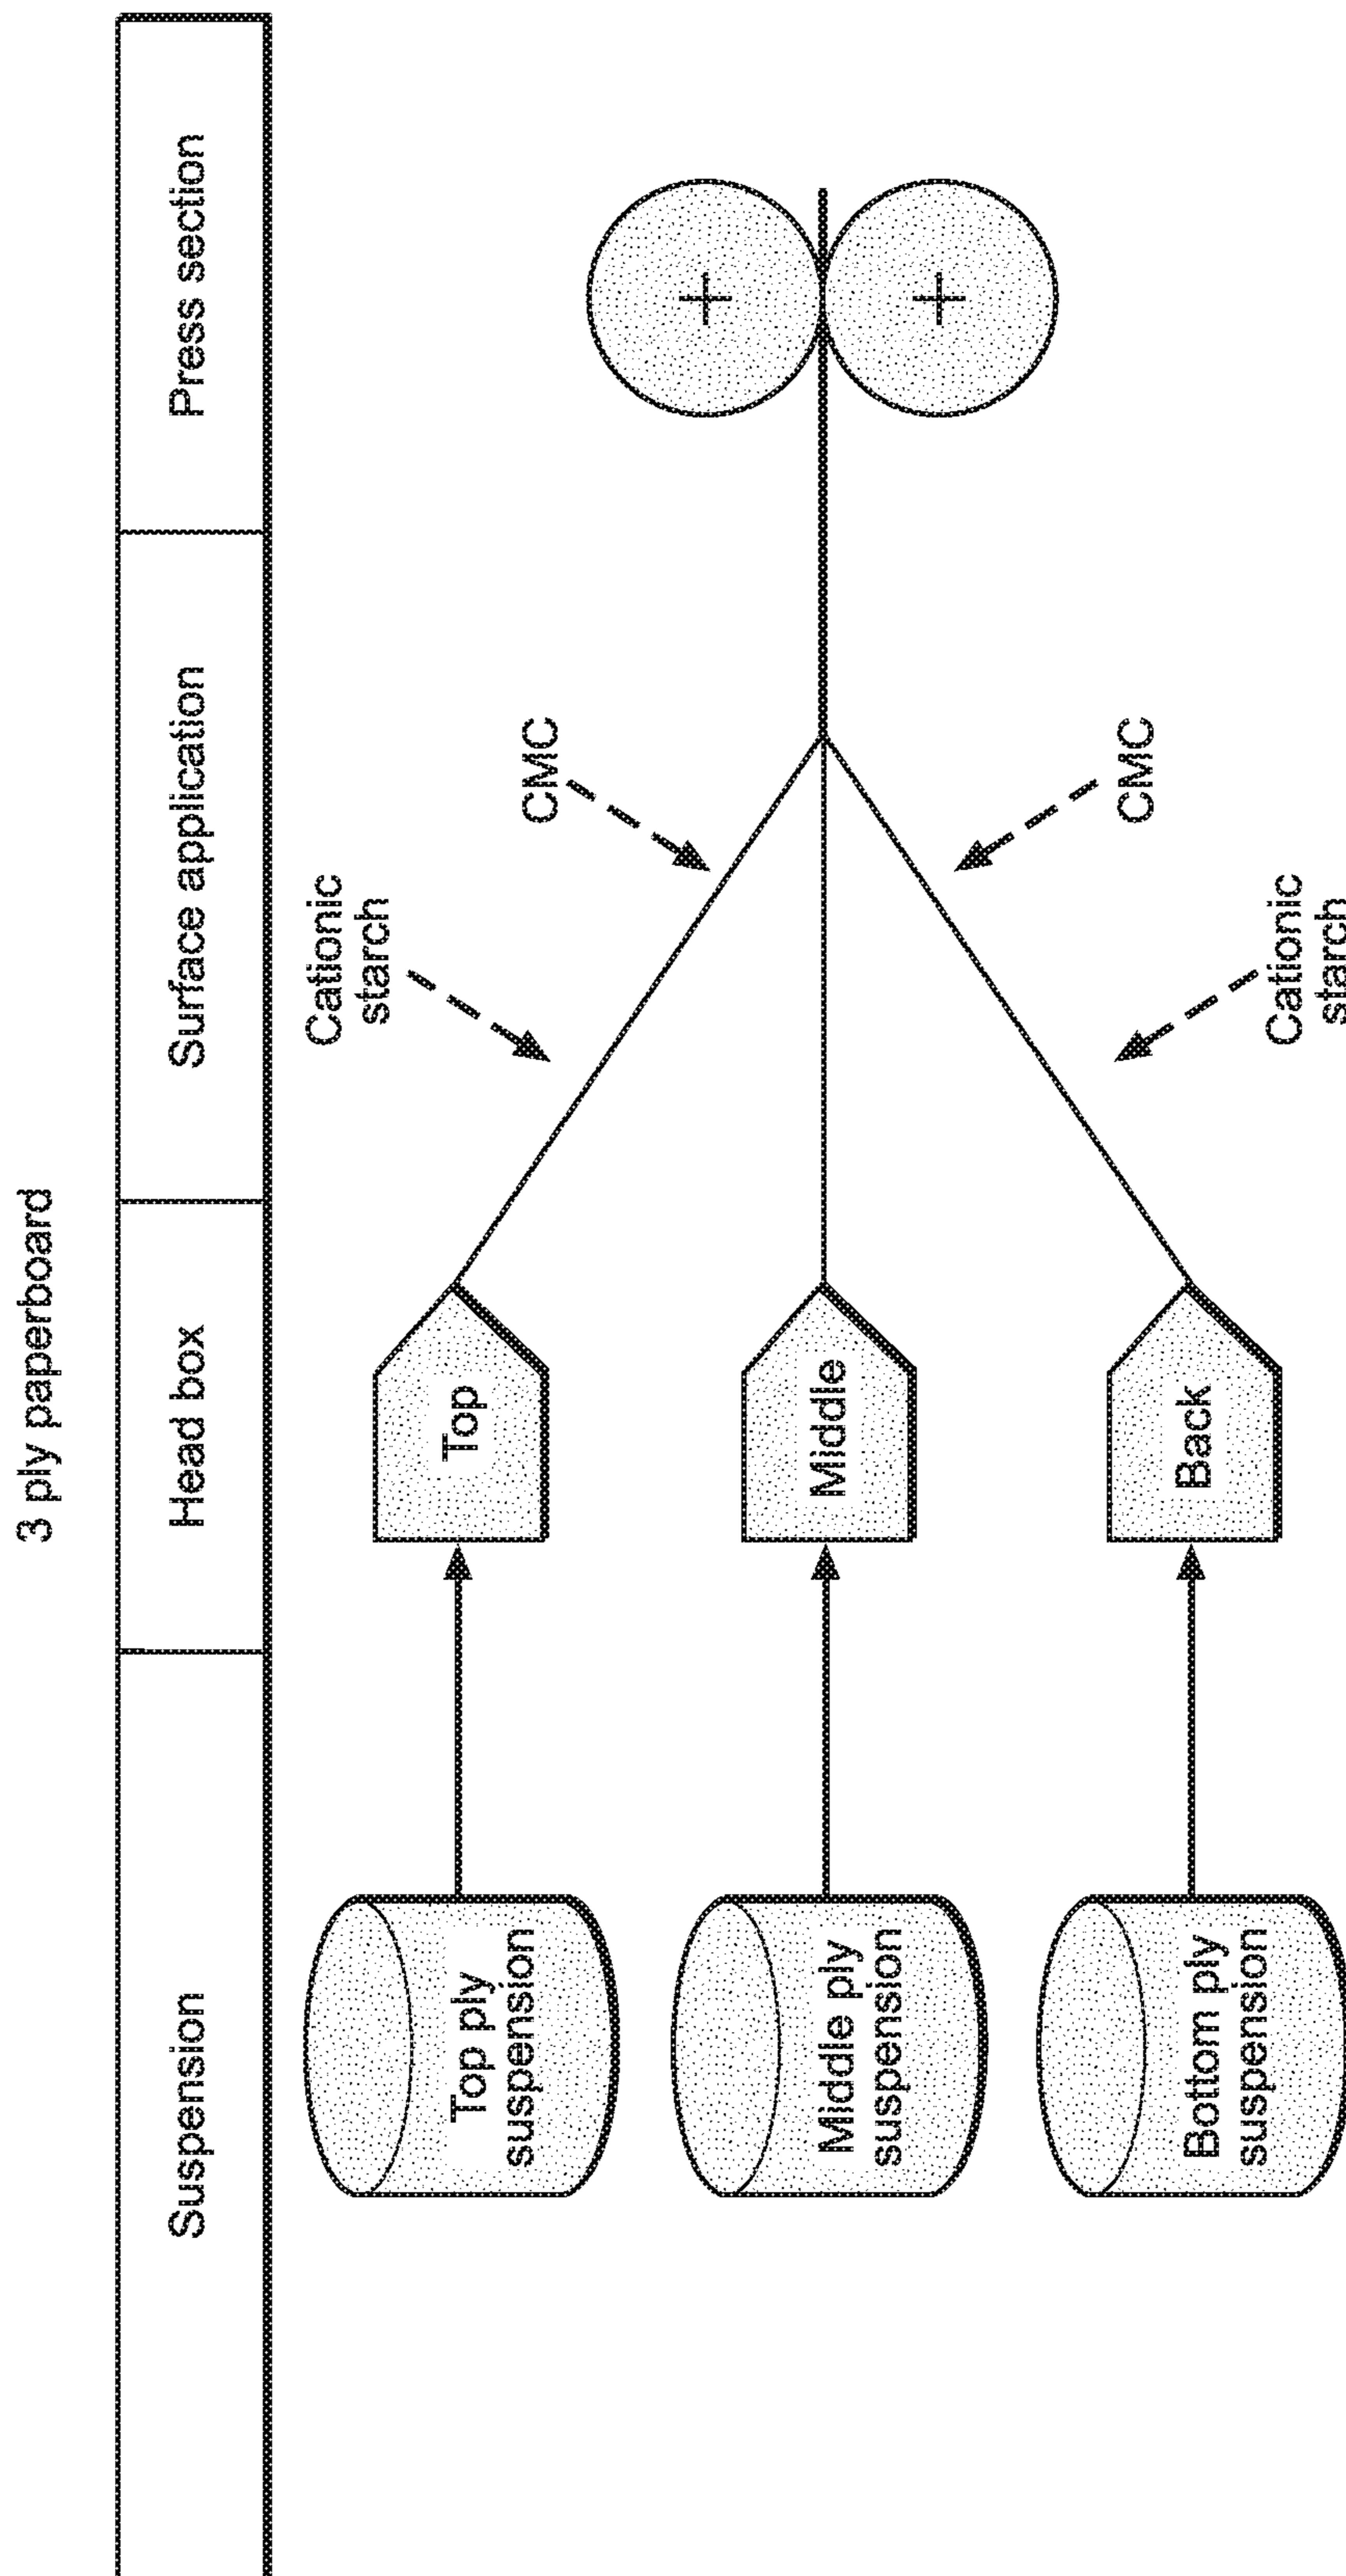 3 ply paperboard
Suspension
Head box
Surface application
Press section
Cationic
starch
CMC
Top ply
suspension
Top
Middle ply
suspension
Middle
CMC
Bottom ply
suspension
Back
Cationic
starch